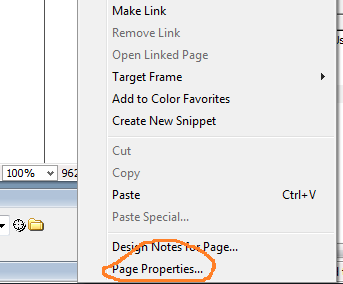 Make Link
Remove Link
Open Linked Page
Target Frame
Add to Color Favorites
Create New Snippet
Cut
Copy
Paste Ctrl+V
Paste Special...
Design Notes for Page...
Page Properties...
100% 962